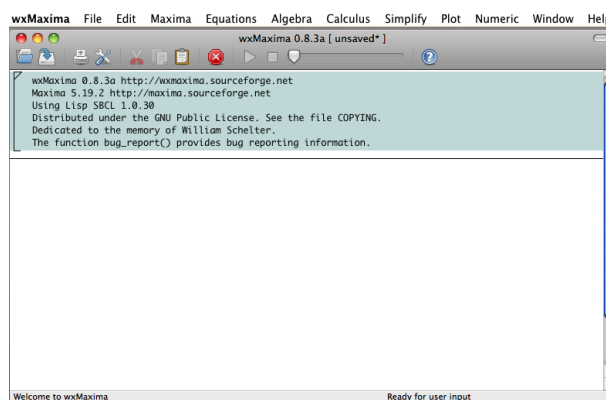 wxMaxima File Edit Maxima Equations Algebra Calculus Simplify Plot Numeric Window Help
wxMaxima 0.8.3a [ unsaved* ]
wxMaxima 0.8.3a http://wxmaxima.sourceforge.net
Maxima 5.19.2 http://maxima.sourceforge.net
Using Lisp SBCL 1.0.30
Distributed under the GNU Public License. See the file COPYING.
Dedicated to the memory of William Schelter.
The function bug_report() provides bug reporting information.
Welcome to wxMaxima Ready for user input